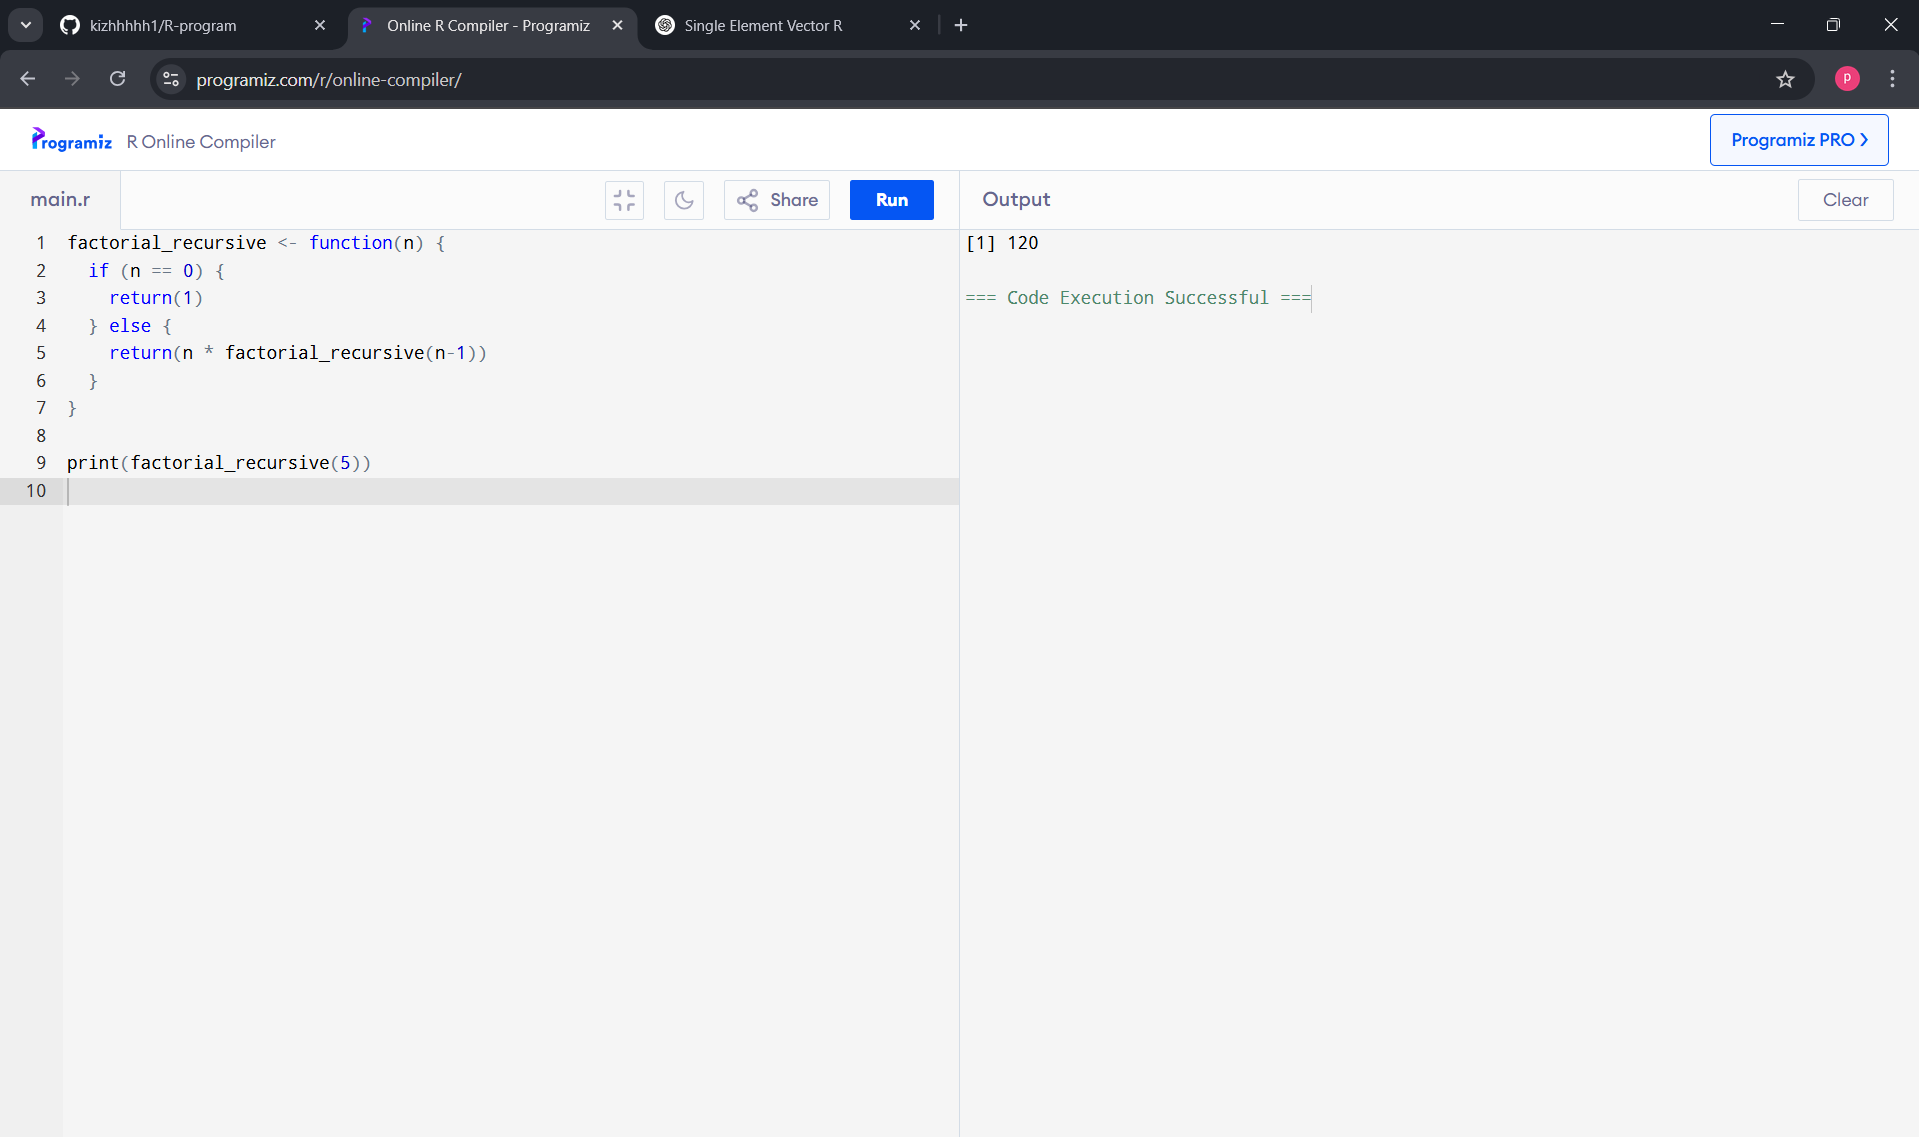 kizhhhhh1/R-program
Online R Compiler - Programiz
Single Element Vector R
programiz.com/r/online-compiler/
P
Programiz R Online Compiler
Programiz PRO
main.r
Share
Run
Output
Clear
1 factorial_recursive <- function(n) {
2   if (n == 0) {
3     return(1)
4   } else {
5     return(n * factorial_recursive(n-1))
6   }
7 }
8
9 print(factorial_recursive(5))
10
[1] 120
=== Code Execution Successful ===